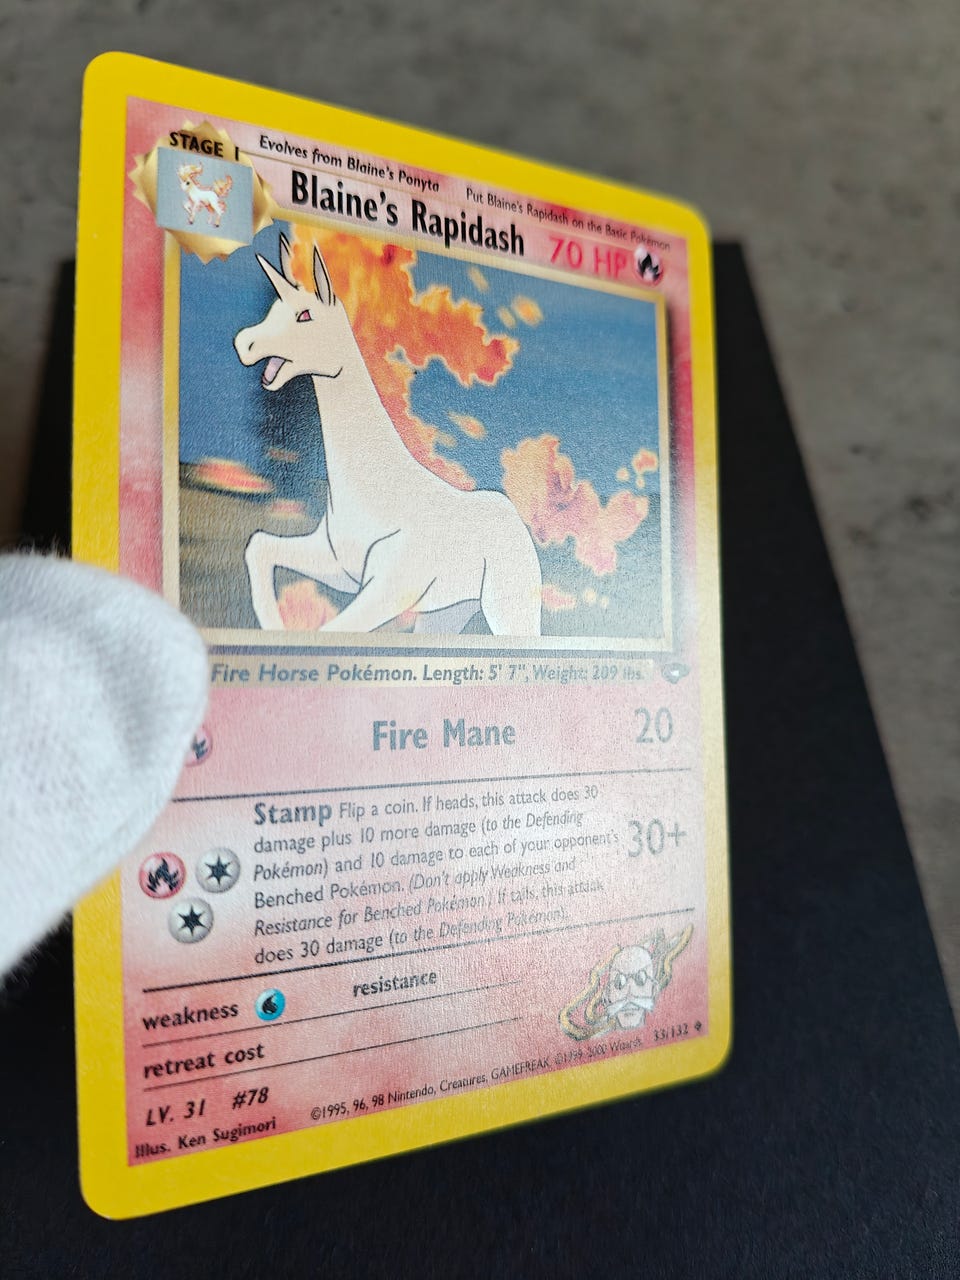 STAGE 1 Evolves from Blaine's Ponyta Put Blaine's Rapidash on the Basic Pokémon
Blaine's Rapidash 70 HP
Fire Horse Pokémon. Length: 5' 7", Weight: 209 lbs.
Fire Mane 20
Stamp Flip a coin. If heads, this attack does 30
damage plus 10 more damage (to the Defending
Pokémon) and 10 damage to each of your opponent's
Benched Pokémon. (Don't apply Weakness and
Resistance for Benched Pokémon.) If tails, this attack
does 30 damage (to the Defending Pokémon).
30+
weakness resistance
retreat cost
LV. 31 #78
Illus. Ken Sugimori
©1995, 96, 98 Nintendo, Creatures, GAMEFREAK. ©1999, 2000 Wizards. 33/132